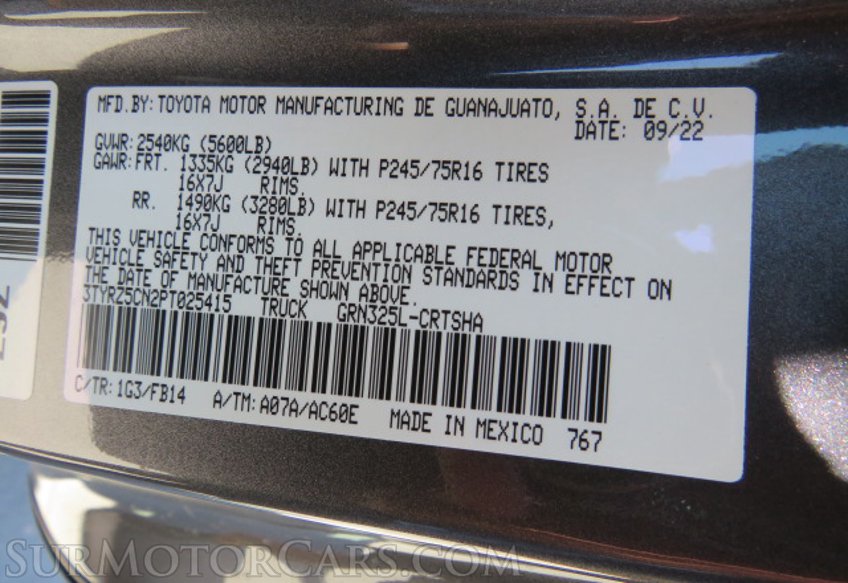 MFD.BY: TOYOTA MOTOR MANUFACTURING DE GUANAJUATO, S.A. DE C.V.
DATE: 09/22
GVWR: 2540KG (5600LB)
GAWR: FRT. 1335KG (2940LB) WITH P245/75R16 TIRES
16X7J RIMS.
RR. 1490KG (3280LB) WITH P245/75R16 TIRES,
16X7J RIMS.
THIS VEHICLE CONFORMS TO ALL APPLICABLE FEDERAL MOTOR
VEHICLE SAFETY AND THEFT PREVENTION STANDARDS IN EFFECT ON
THE DATE OF MANUFACTURE SHOWN ABOVE.
3TYRZ5CN2PT025415 TRUCK GRN325L-CRTSHA
C/TR: 1G3/FB14 A/TM: A07A/AC60E MADE IN MEXICO 767
SURMOTORCARS.COM